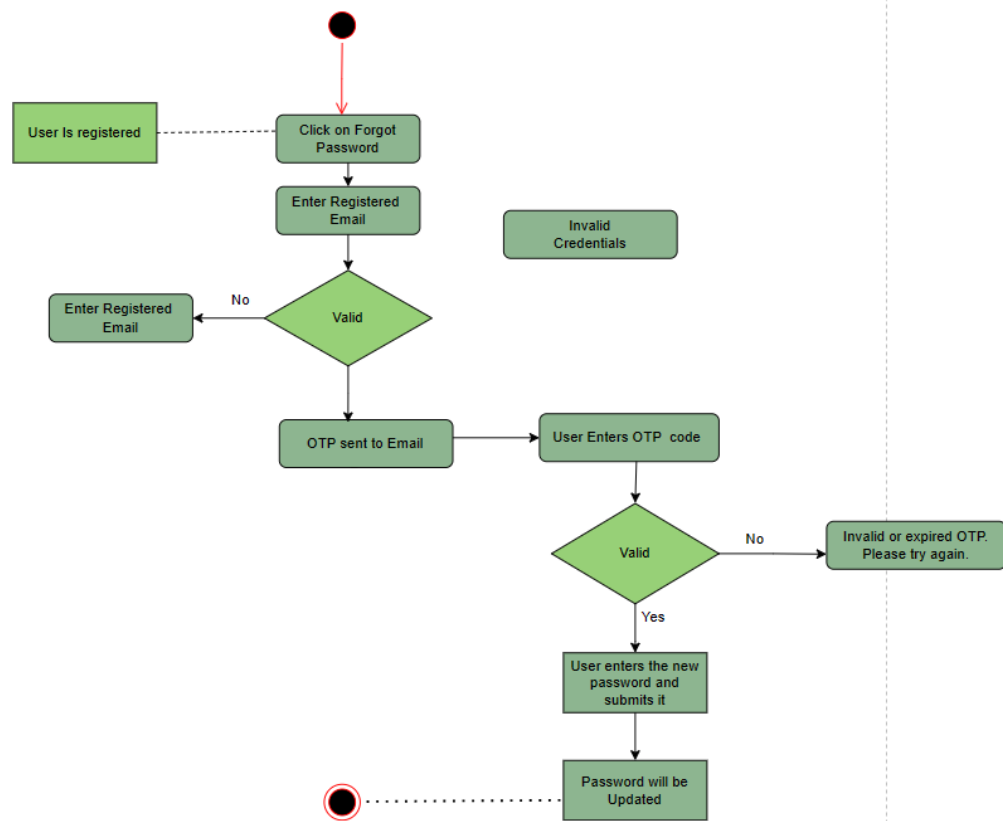 User Is registered
Click on Forgot
Password
Enter Registered
Email
Invalid
Credentials
Enter Registered
Email
No
Valid
OTP sent to Email
User Enters OTP  code
Valid
No
Invalid or expired OTP.
Please try again.
Yes
User enters the new
password and
submits it
Password will be
Updated